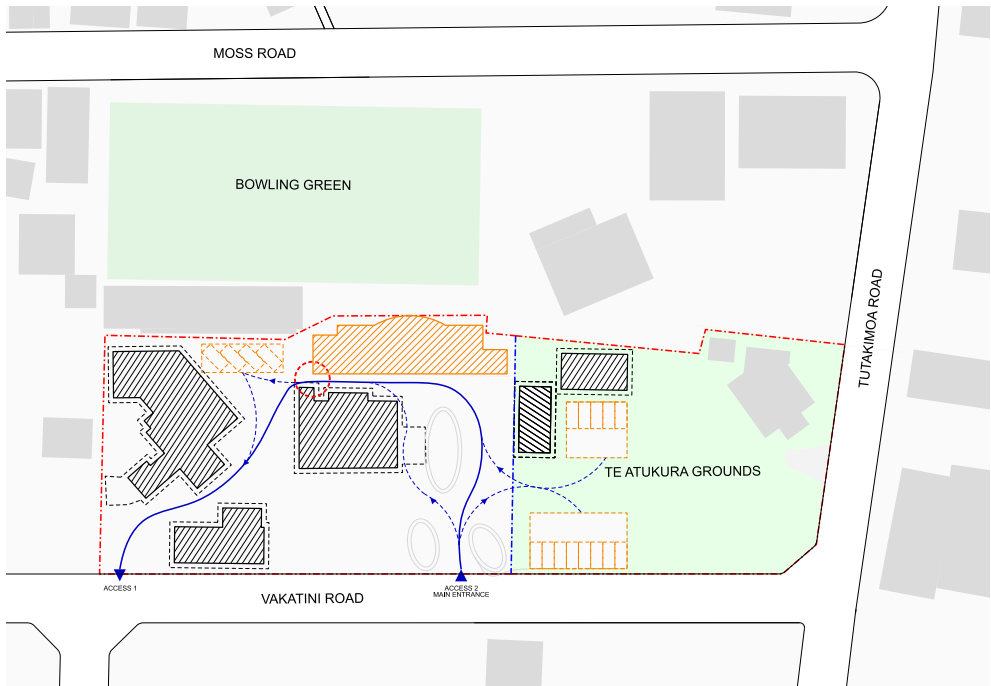 MOSS ROAD
BOWLING GREEN
TUTAKIMOA ROAD
TE ATUKURA GROUNDS
ACCESS 1
ACCESS 2
MAIN ENTRANCE
VAKATINI ROAD